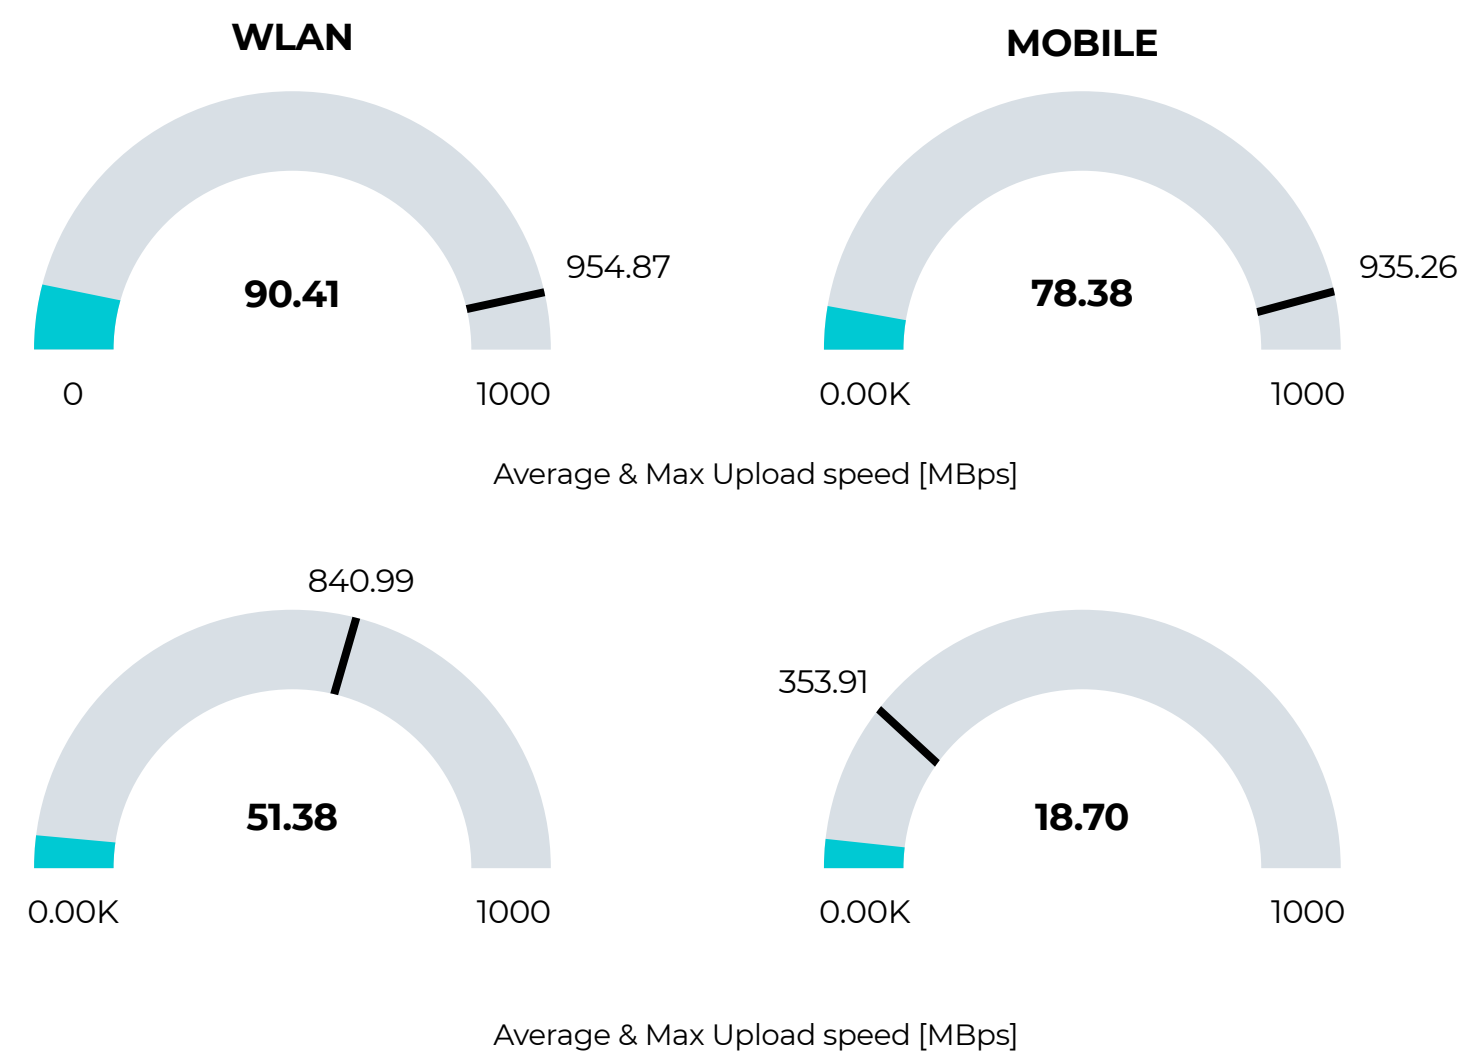 WLAN
MOBILE
954.87
935.26
90.41
78.38
0
1000
0.00K
1000
Average & Max Upload speed [MBps]
840.99
353.91
51.38
18.70
0.00K
1000
0.00K
1000
Average & Max Upload speed [MBps]